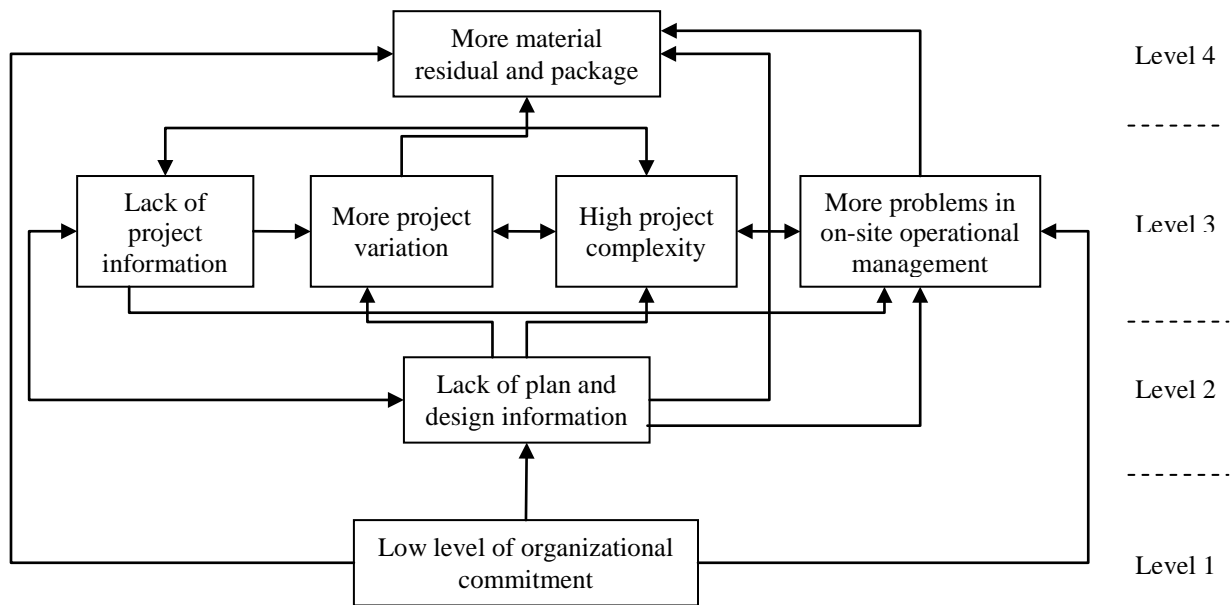 More material
residual and package
Level 4
Lack of
project
information
More project
variation
High project
complexity
More problems in
on-site operational
management
Level 3
Lack of plan and
design information
Level 2
Low level of organizational
commitment
Level 1